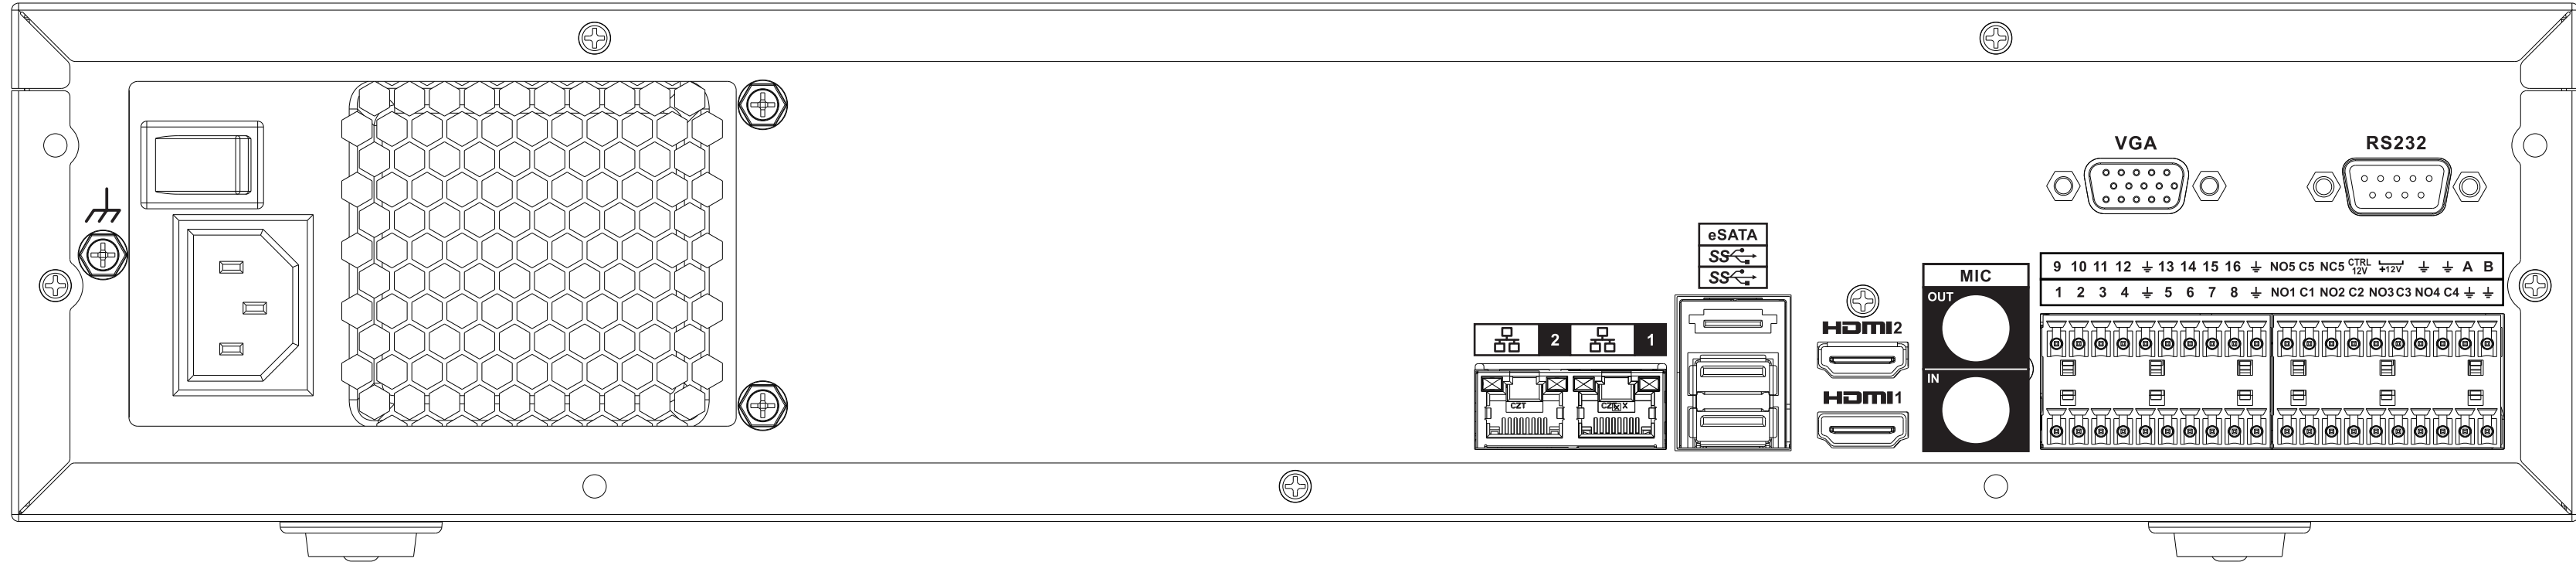 VGA
RS232
eSATA
SS
SS
9 10 11 12 ⏚ 13 14 15 16 ⏚ NO5 C5 NC5 CTRL 12V +12V ⏚ ⏚ A B
1 2 3 4 ⏚ 5 6 7 8 ⏚ NO1 C1 NO2 C2 NO3 C3 NO4 C4 ⏚ ⏚
MIC
OUT
IN
HDMI2
HDMI1
2 1
CZT